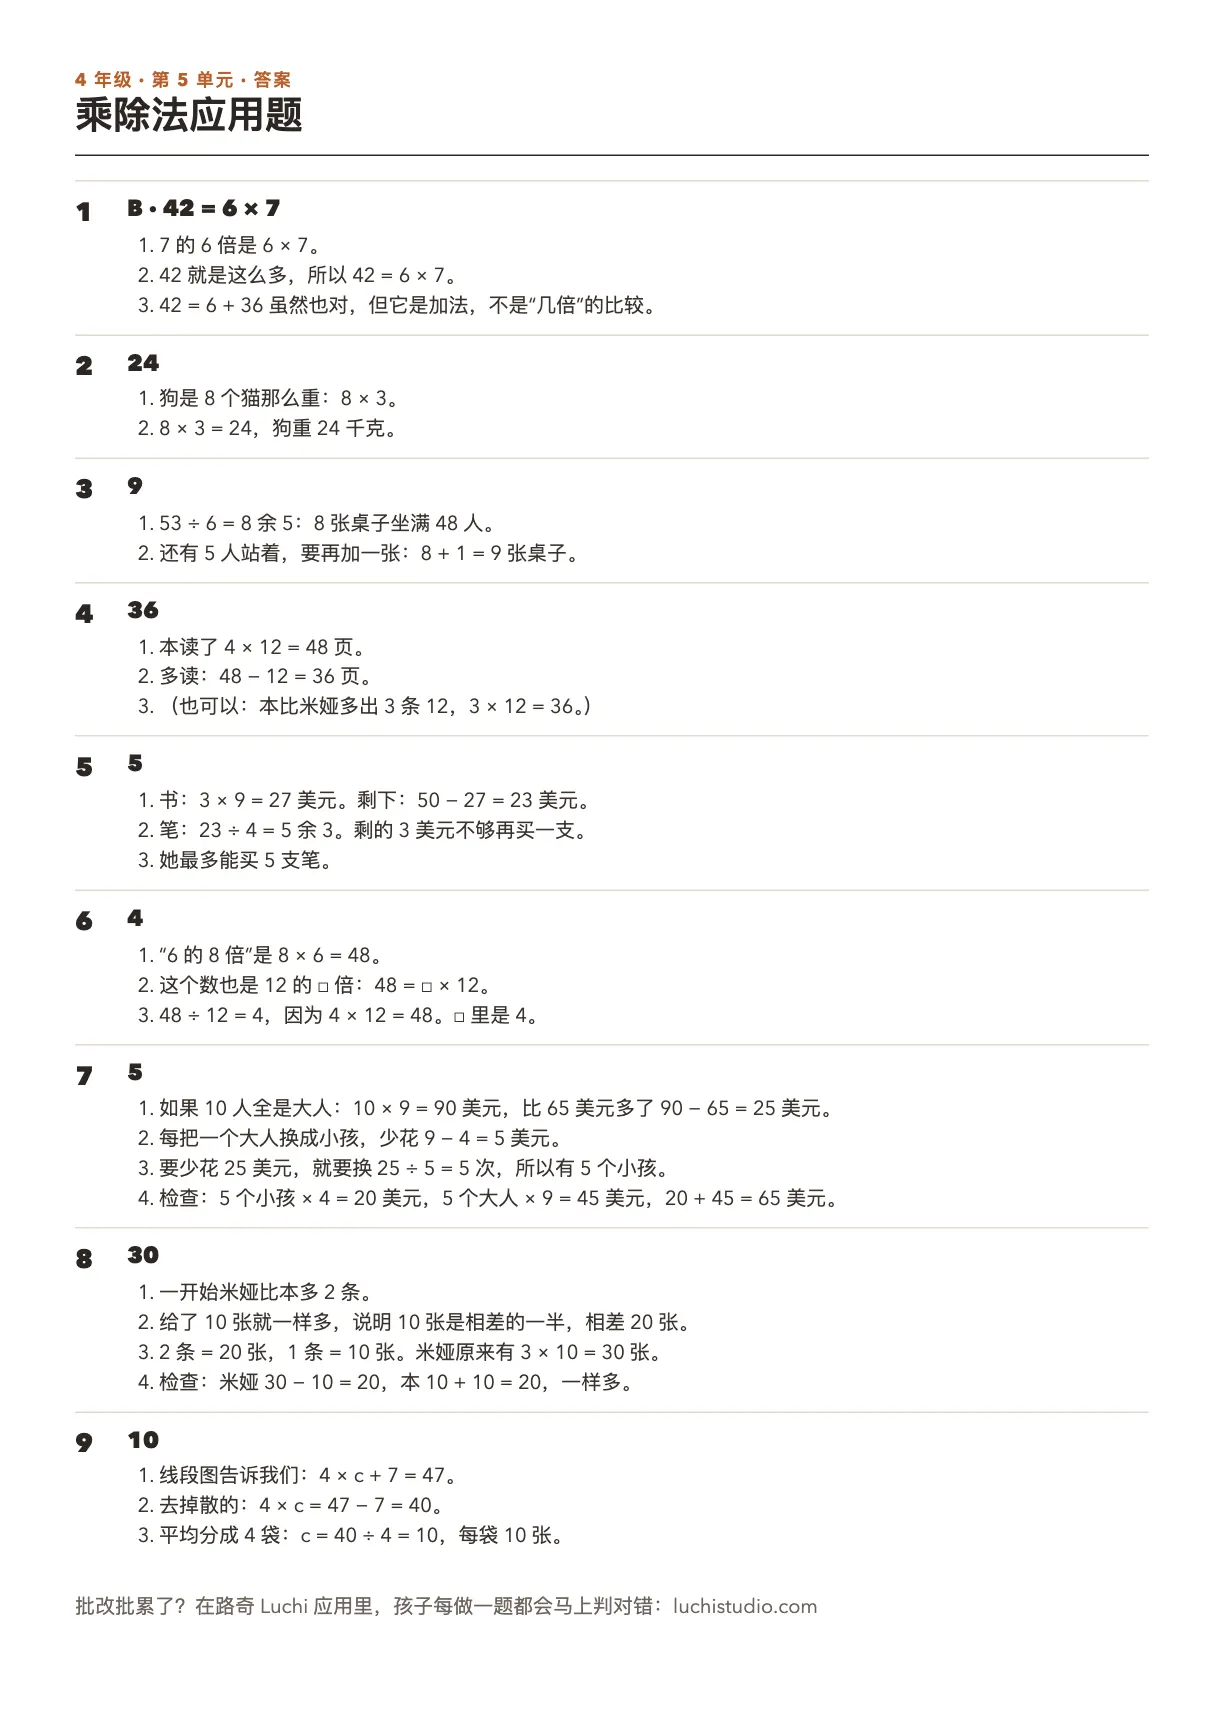 4 年级 · 第 5 单元 · 答案
乘除法应用题
1 B · 42 = 6 × 7
1. 7 的 6 倍是 6 × 7。
2. 42 就是这么多，所以 42 = 6 × 7。
3. 42 = 6 + 36 虽然也对，但它是加法，不是“几倍”的比较。
2 24
1. 狗是 8 个猫那么重：8 × 3。
2. 8 × 3 = 24，狗重 24 千克。
3 9
1. 53 ÷ 6 = 8 余 5：8 张桌子坐满 48 人。
2. 还有 5 人站着，要再加一张：8 + 1 = 9 张桌子。
4 36
1. 本读了 4 × 12 = 48 页。
2. 多读：48 − 12 = 36 页。
3. （也可以：本比米娅多出 3 条 12，3 × 12 = 36。）
5 5
1. 书：3 × 9 = 27 美元。剩下：50 − 27 = 23 美元。
2. 笔：23 ÷ 4 = 5 余 3。剩的 3 美元不够再买一支。
3. 她最多能买 5 支笔。
6 4
1. “6 的 8 倍”是 8 × 6 = 48。
2. 这个数也是 12 的 □ 倍：48 = □ × 12。
3. 48 ÷ 12 = 4，因为 4 × 12 = 48。□ 里是 4。
7 5
1. 如果 10 人全是大人：10 × 9 = 90 美元，比 65 美元多了 90 − 65 = 25 美元。
2. 每把一个大人换成小孩，少花 9 − 4 = 5 美元。
3. 要少花 25 美元，就要换 25 ÷ 5 = 5 次，所以有 5 个小孩。
4. 检查：5 个小孩 × 4 = 20 美元，5 个大人 × 9 = 45 美元，20 + 45 = 65 美元。
8 30
1. 一开始米娅比本多 2 条。
2. 给了 10 张就一样多，说明 10 张是相差的一半，相差 20 张。
3. 2 条 = 20 张，1 条 = 10 张。米娅原来有 3 × 10 = 30 张。
4. 检查：米娅 30 − 10 = 20，本 10 + 10 = 20，一样多。
9 10
1. 线段图告诉我们：4 × c + 7 = 47。
2. 去掉散的：4 × c = 47 − 7 = 40。
3. 平均分成 4 袋：c = 40 ÷ 4 = 10，每袋 10 张。
批改批累了？在路奇 Luchi 应用里，孩子每做一题都会马上判对错：luchistudio.com